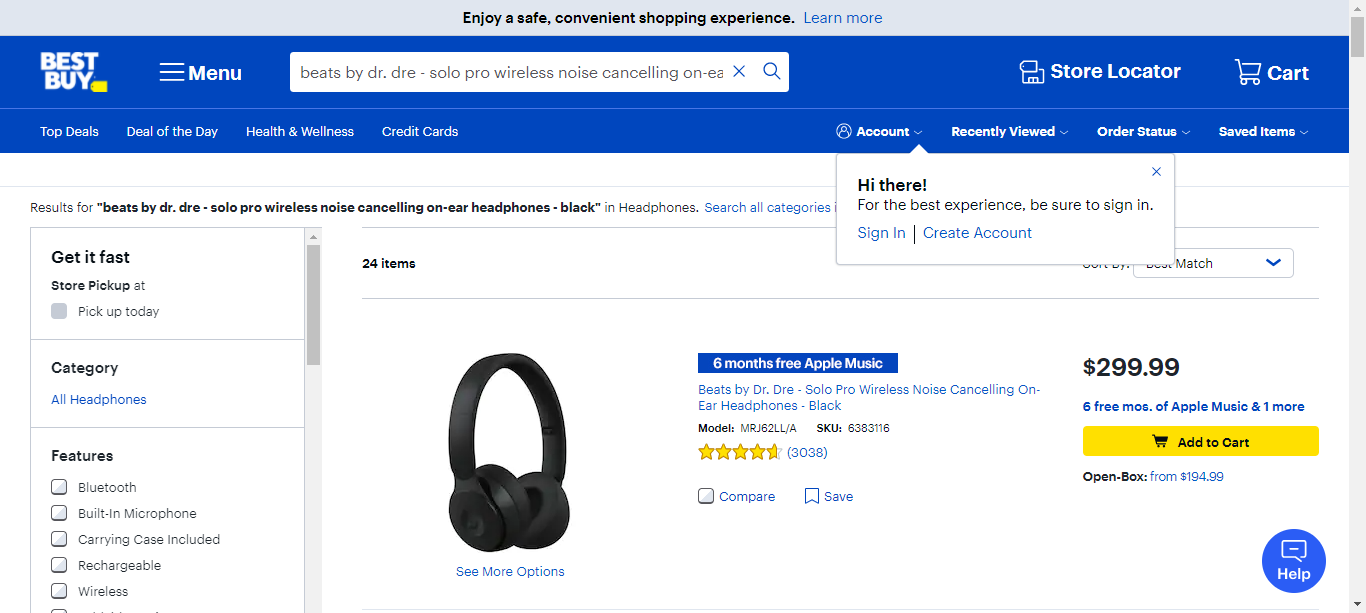 Enjoy a safe, convenient shopping experience. Learn more
BEST
BUY
Menu
beats by dr. dre - solo pro wireless noise cancelling on-ea
Store Locator
Cart
Top Deals
Deal of the Day
Health & Wellness
Credit Cards
Account
Recently Viewed
Order Status
Saved Items
Hi there!
For the best experience, be sure to sign in.
Sign In
Create Account
Results for "beats by dr. dre - solo pro wireless noise cancelling on-ear headphones - black" in Headphones. Search all categories
Get it fast
Store Pickup at
Pick up today
Category
All Headphones
Features
Bluetooth
Built-In Microphone
Carrying Case Included
Rechargeable
Wireless
24 items
Sort By: Best Match
See More Options
6 months free Apple Music
Beats by Dr. Dre - Solo Pro Wireless Noise Cancelling On-
Ear Headphones - Black
Model: MRJ62LL/A SKU: 6383116
(3038)
Compare
Save
$299.99
6 free mos. of Apple Music & 1 more
Add to Cart
Open-Box: from $194.99
Help